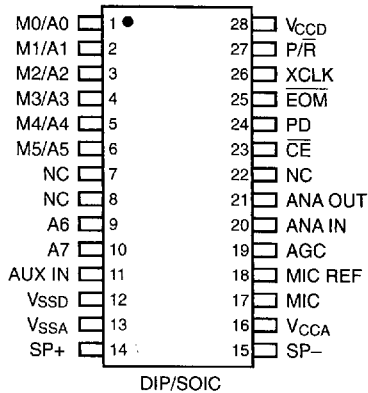 M0/A0 1 28 VCCD
M1/A1 2 27 P/R̅
M2/A2 3 26 XCLK
M3/A3 4 25 E̅O̅M̅
M4/A4 5 24 PD
M5/A5 6 23 C̅E̅
NC 7 22 NC
NC 8 21 ANA OUT
A6 9 20 ANA IN
A7 10 19 AGC
AUX IN 11 18 MIC REF
VSSD 12 17 MIC
VSSA 13 16 VCCA
SP+ 14 15 SP–
DIP/SOIC